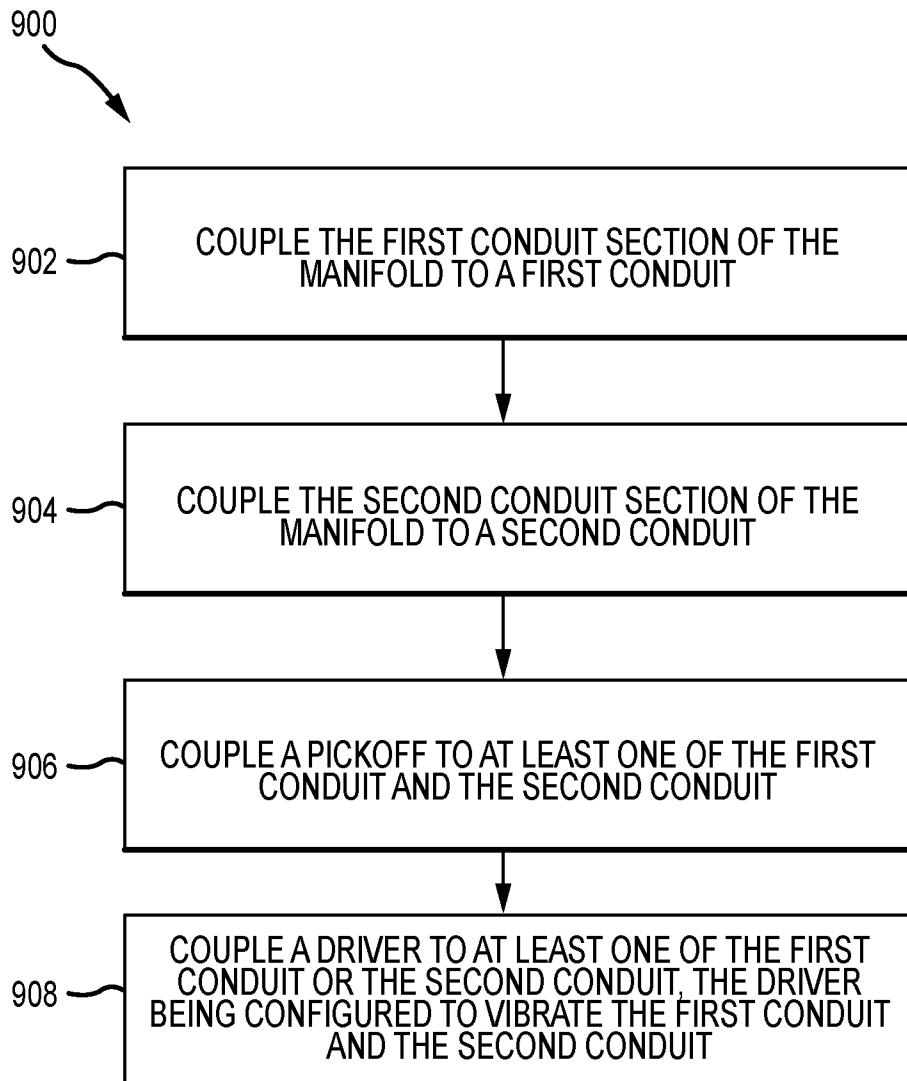 900
902
COUPLE THE FIRST CONDUIT SECTION OF THE
MANIFOLD TO A FIRST CONDUIT
904
COUPLE THE SECOND CONDUIT SECTION OF THE
MANIFOLD TO A SECOND CONDUIT
906
COUPLE A PICKOFF TO AT LEAST ONE OF THE FIRST
CONDUIT AND THE SECOND CONDUIT
908
COUPLE A DRIVER TO AT LEAST ONE OF THE FIRST
CONDUIT OR THE SECOND CONDUIT, THE DRIVER
BEING CONFIGURED TO VIBRATE THE FIRST CONDUIT
AND THE SECOND CONDUIT